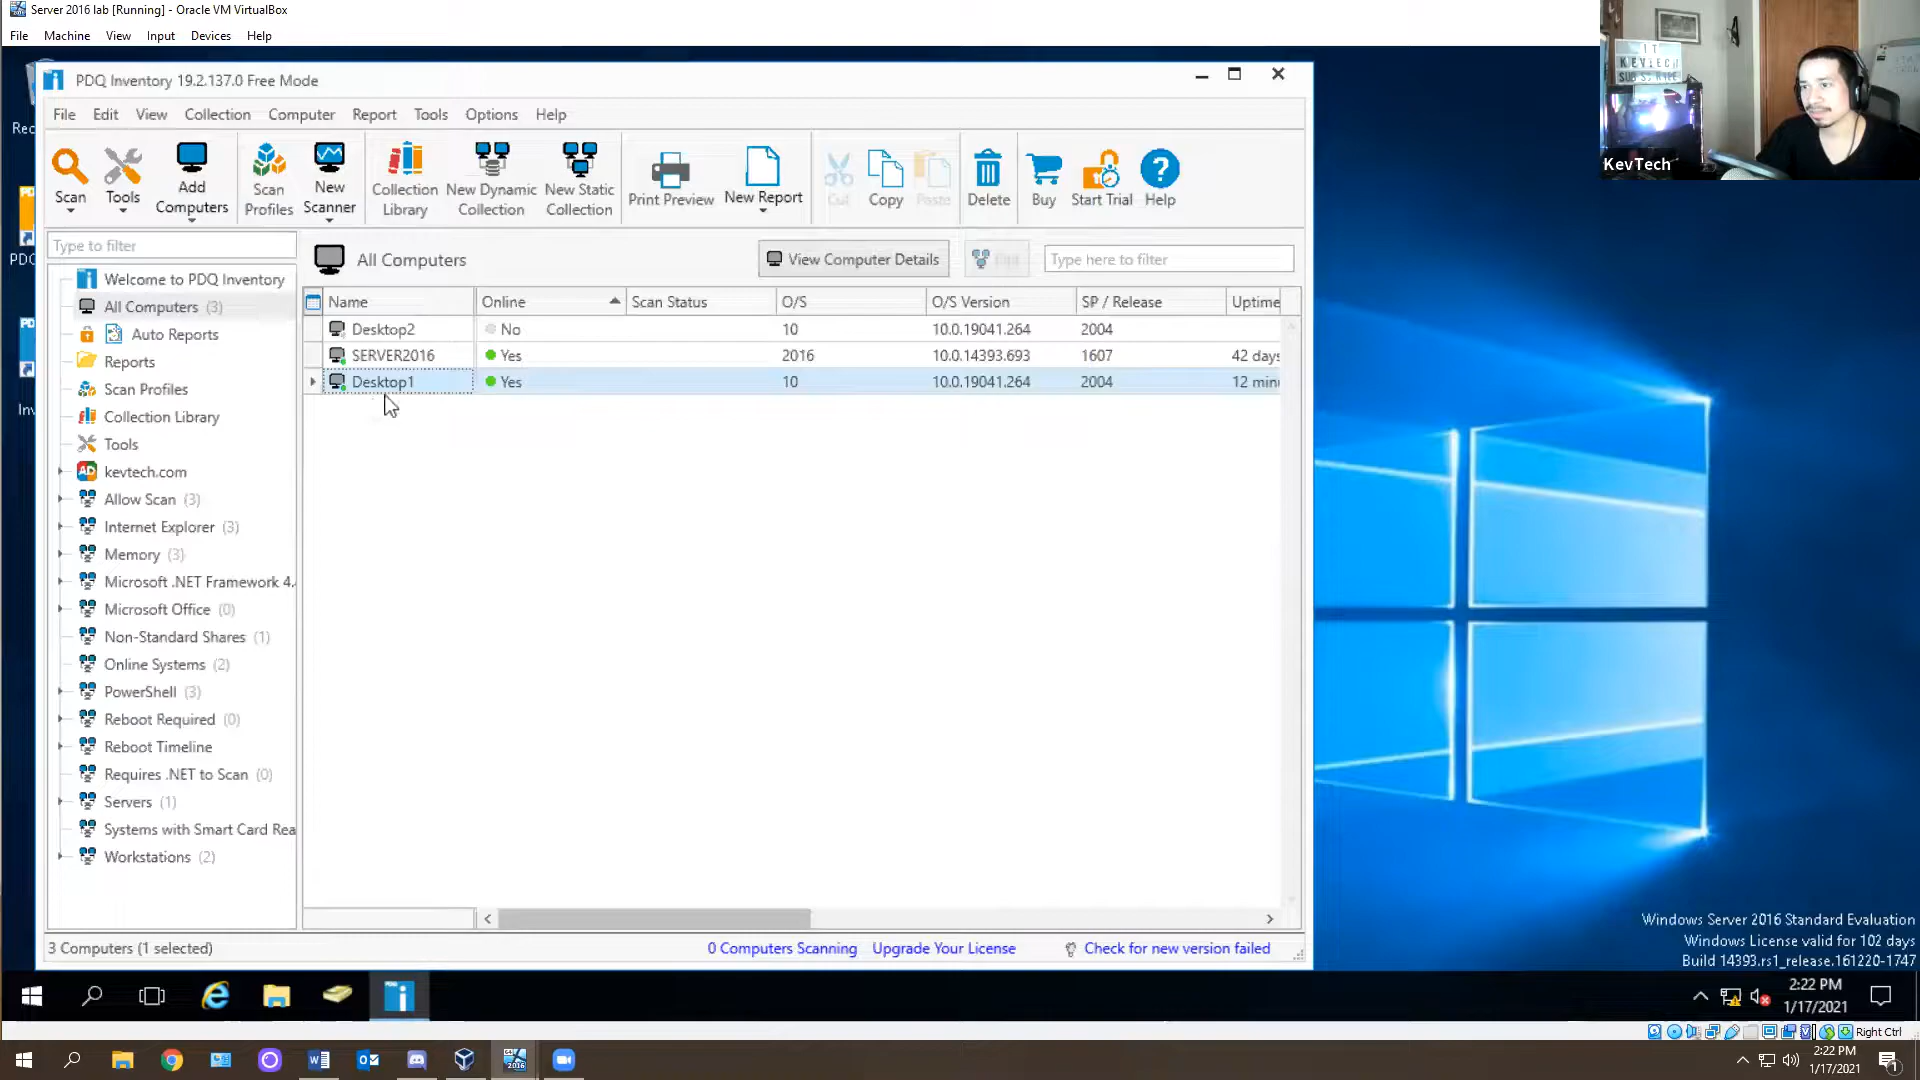 Server 2016 lab [Running] - Oracle VM VirtualBox
File Machine View Input Devices Help
PDQ Inventory 19.2.137.0 Free Mode
File Edit View Collection Computer Report Tools Options Help
Scan
Tools
Add Computers
Scan Profiles
New Scanner
Collection Library
New Dynamic Collection
New Static Collection
Print Preview
New Report
Cut
Copy
Paste
Delete
Buy
Start Trial
Help
Type to filter
All Computers
View Computer Details
Type here to filter
Welcome to PDQ Inventory
All Computers (3)
Auto Reports
Reports
Scan Profiles
Collection Library
Tools
kevtech.com
Allow Scan (3)
Internet Explorer (3)
Memory (3)
Microsoft .NET Framework 4.
Microsoft Office (0)
Non-Standard Shares (1)
Online Systems (2)
PowerShell (3)
Reboot Required (0)
Reboot Timeline
Requires .NET to Scan (0)
Servers (1)
Systems with Smart Card Rea
Workstations (2)
Name Online Scan Status O/S O/S Version SP / Release Uptime
Desktop2 No 10 10.0.19041.264 2004
SERVER2016 Yes 2016 10.0.14393.693 1607 42 days
Desktop1 Yes 10 10.0.19041.264 2004 12 min
3 Computers (1 selected)
0 Computers Scanning Upgrade Your License Check for new version failed
KEVTECH
KevTech
Windows Server 2016 Standard Evaluation
Windows License valid for 102 days
Build 14393.rs1_release.161220-1747
2:22 PM
1/17/2021
Right Ctrl
2:22 PM
1/17/2021